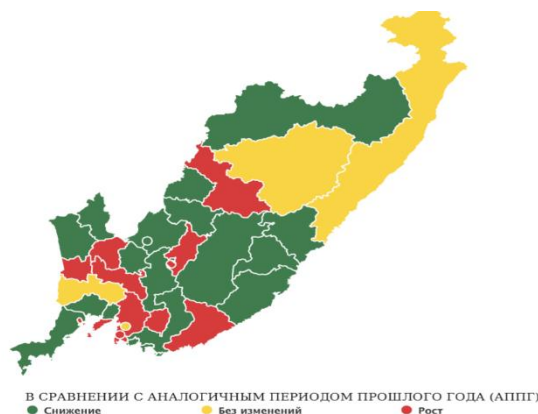 В СРАВНЕНИИ С АНАЛОГИЧНЫМ ПЕРИОДОМ ПРОШЛОГО ГОДА (АППГ)
Снижение Без изменений Рост